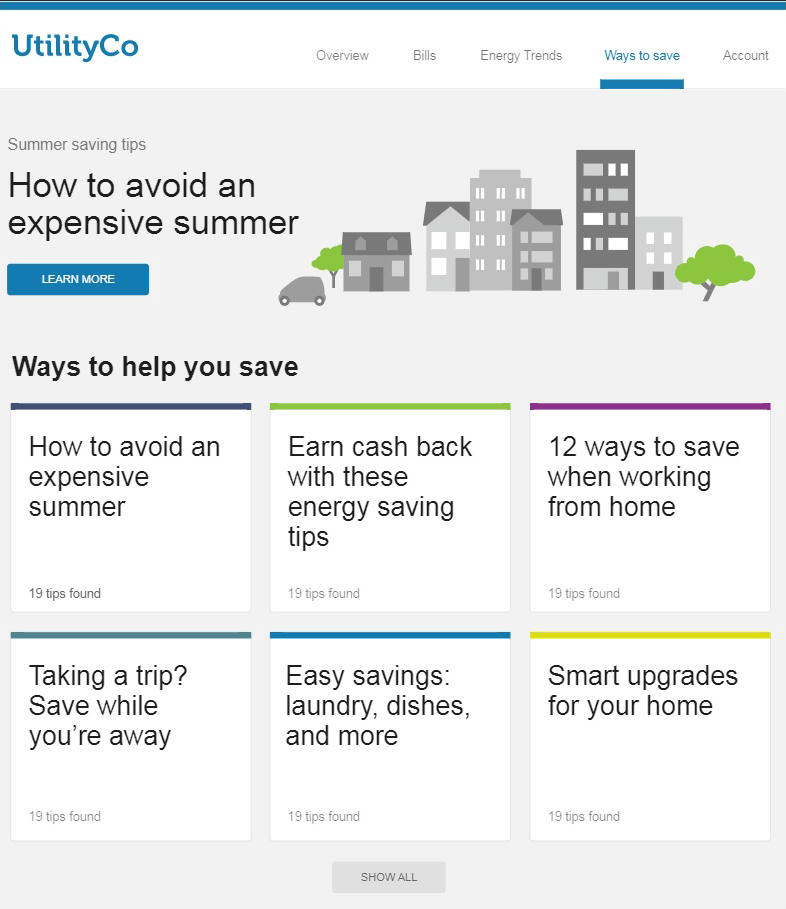 UtilityCo
Overview
Bills
Energy Trends
Ways to save
Account
Summer saving tips
How to avoid an
expensive summer
LEARN MORE
Ways to help you save
How to avoid an
expensive
summer
19 tips found
Earn cash back
with these
energy saving
tips
19 tips found
12 ways to save
when working
from home
19 tips found
Taking a trip?
Save while
you’re away
19 tips found
Easy savings:
laundry, dishes,
and more
19 tips found
Smart upgrades
for your home
19 tips found
SHOW ALL